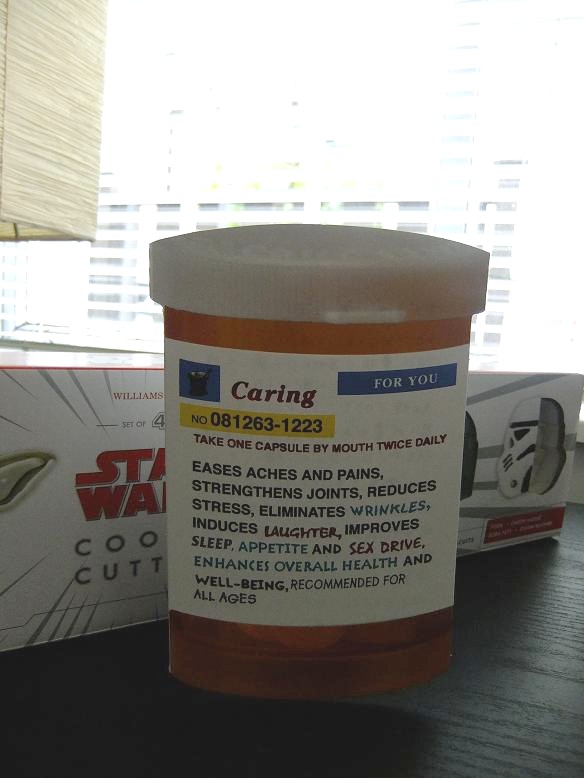 Caring
FOR YOU
NO 081263-1223
TAKE ONE CAPSULE BY MOUTH TWICE DAILY
EASES ACHES AND PAINS,
STRENGTHENS JOINTS, REDUCES
STRESS, ELIMINATES WRINKLES,
INDUCES LAUGHTER, IMPROVES
SLEEP, APPETITE AND SEX DRIVE,
ENHANCES OVERALL HEALTH AND
WELL-BEING, RECOMMENDED FOR
ALL AGES
WILLIAMS
SET OF 4
STA
WA
COO
CUTT